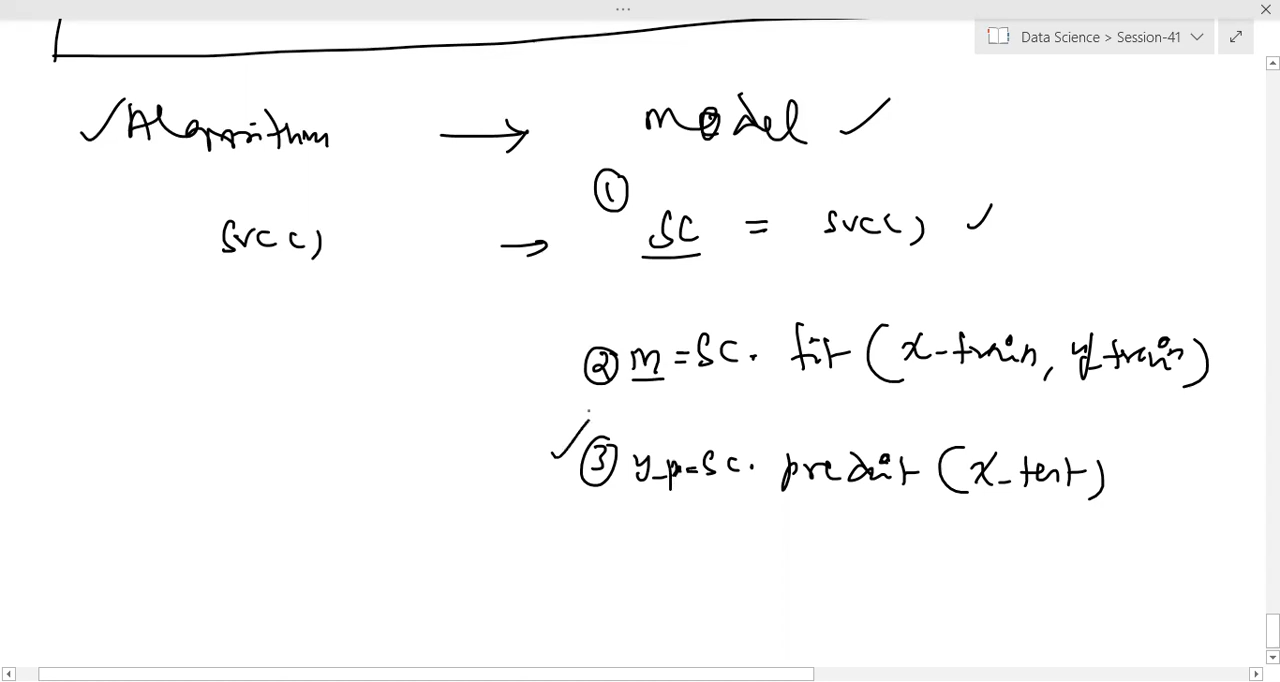 Data Science > Session-41
Algorithm → model
SVC() → SC = SVC()
① 
② m = SC. fit (x-train, y-train)
③ y_p = SC. predict (x_test)